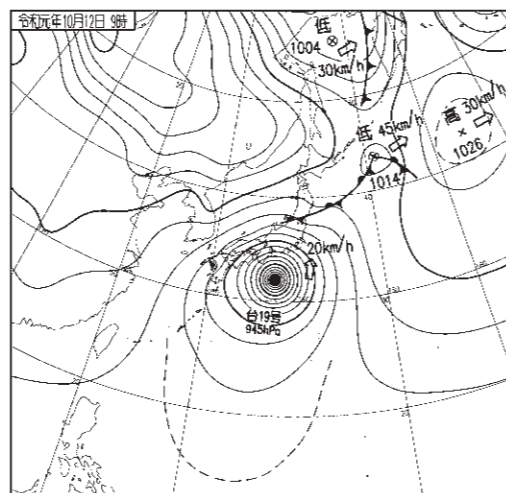 令和元年10月12日 9時
低
1004
30km/h
高 30km/h
1026
低 45km/h
1014
20km/h
台19号
945hPa